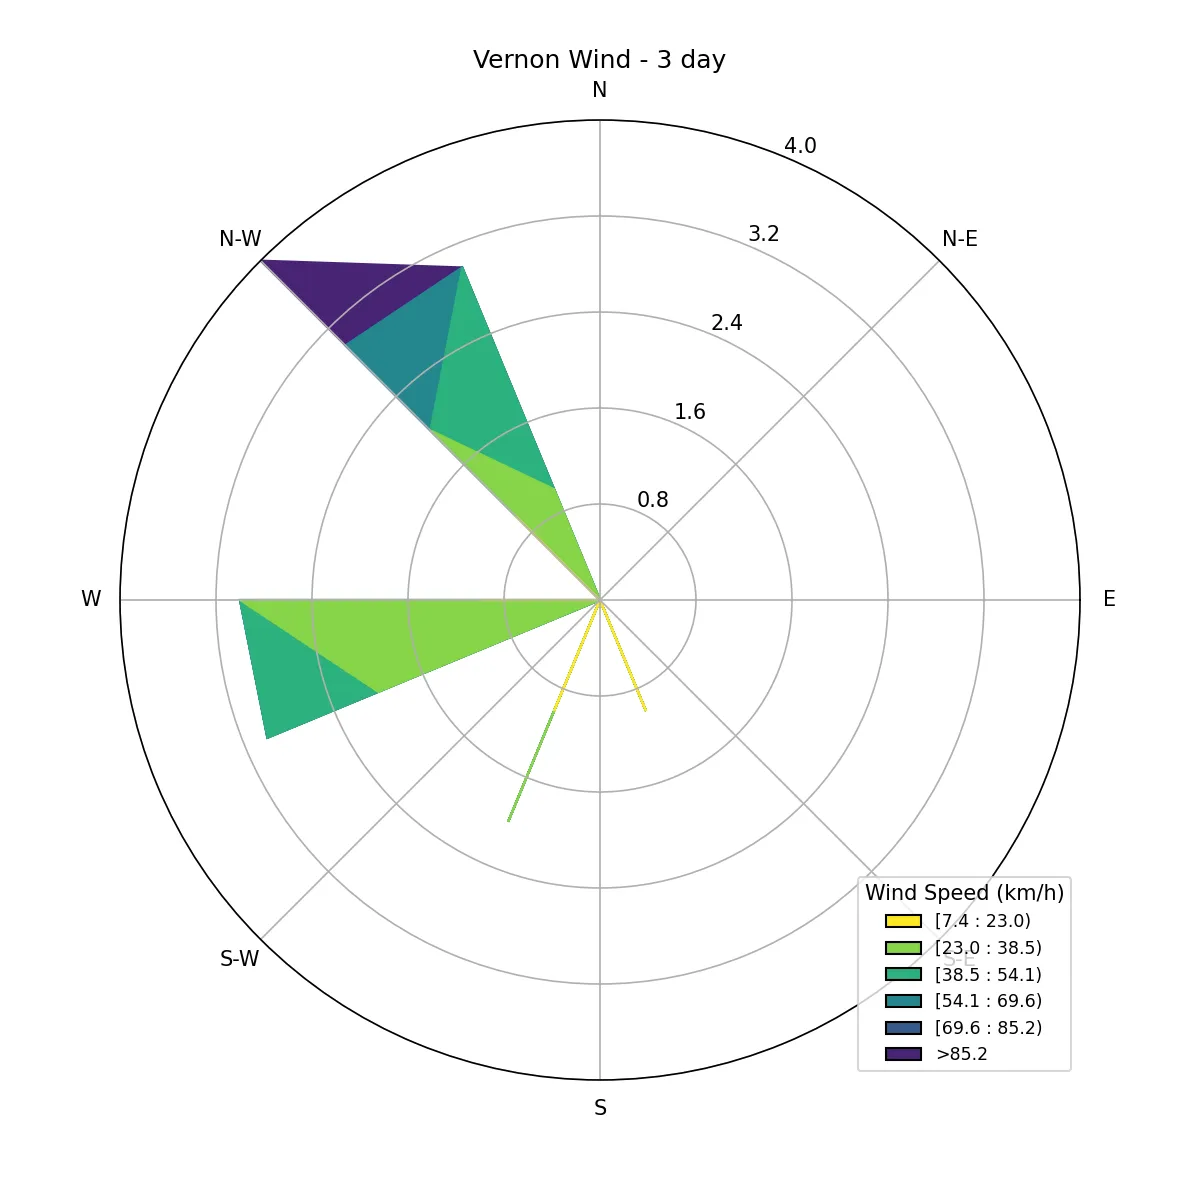 Vernon Wind - 3 day
N
4.0
N-W
3.2
N-E
2.4
1.6
0.8
W
E
S-W
S-E
Wind Speed (km/h)
[7.4 : 23.0)
[23.0 : 38.5)
[38.5 : 54.1)
[54.1 : 69.6)
[69.6 : 85.2)
>85.2
S